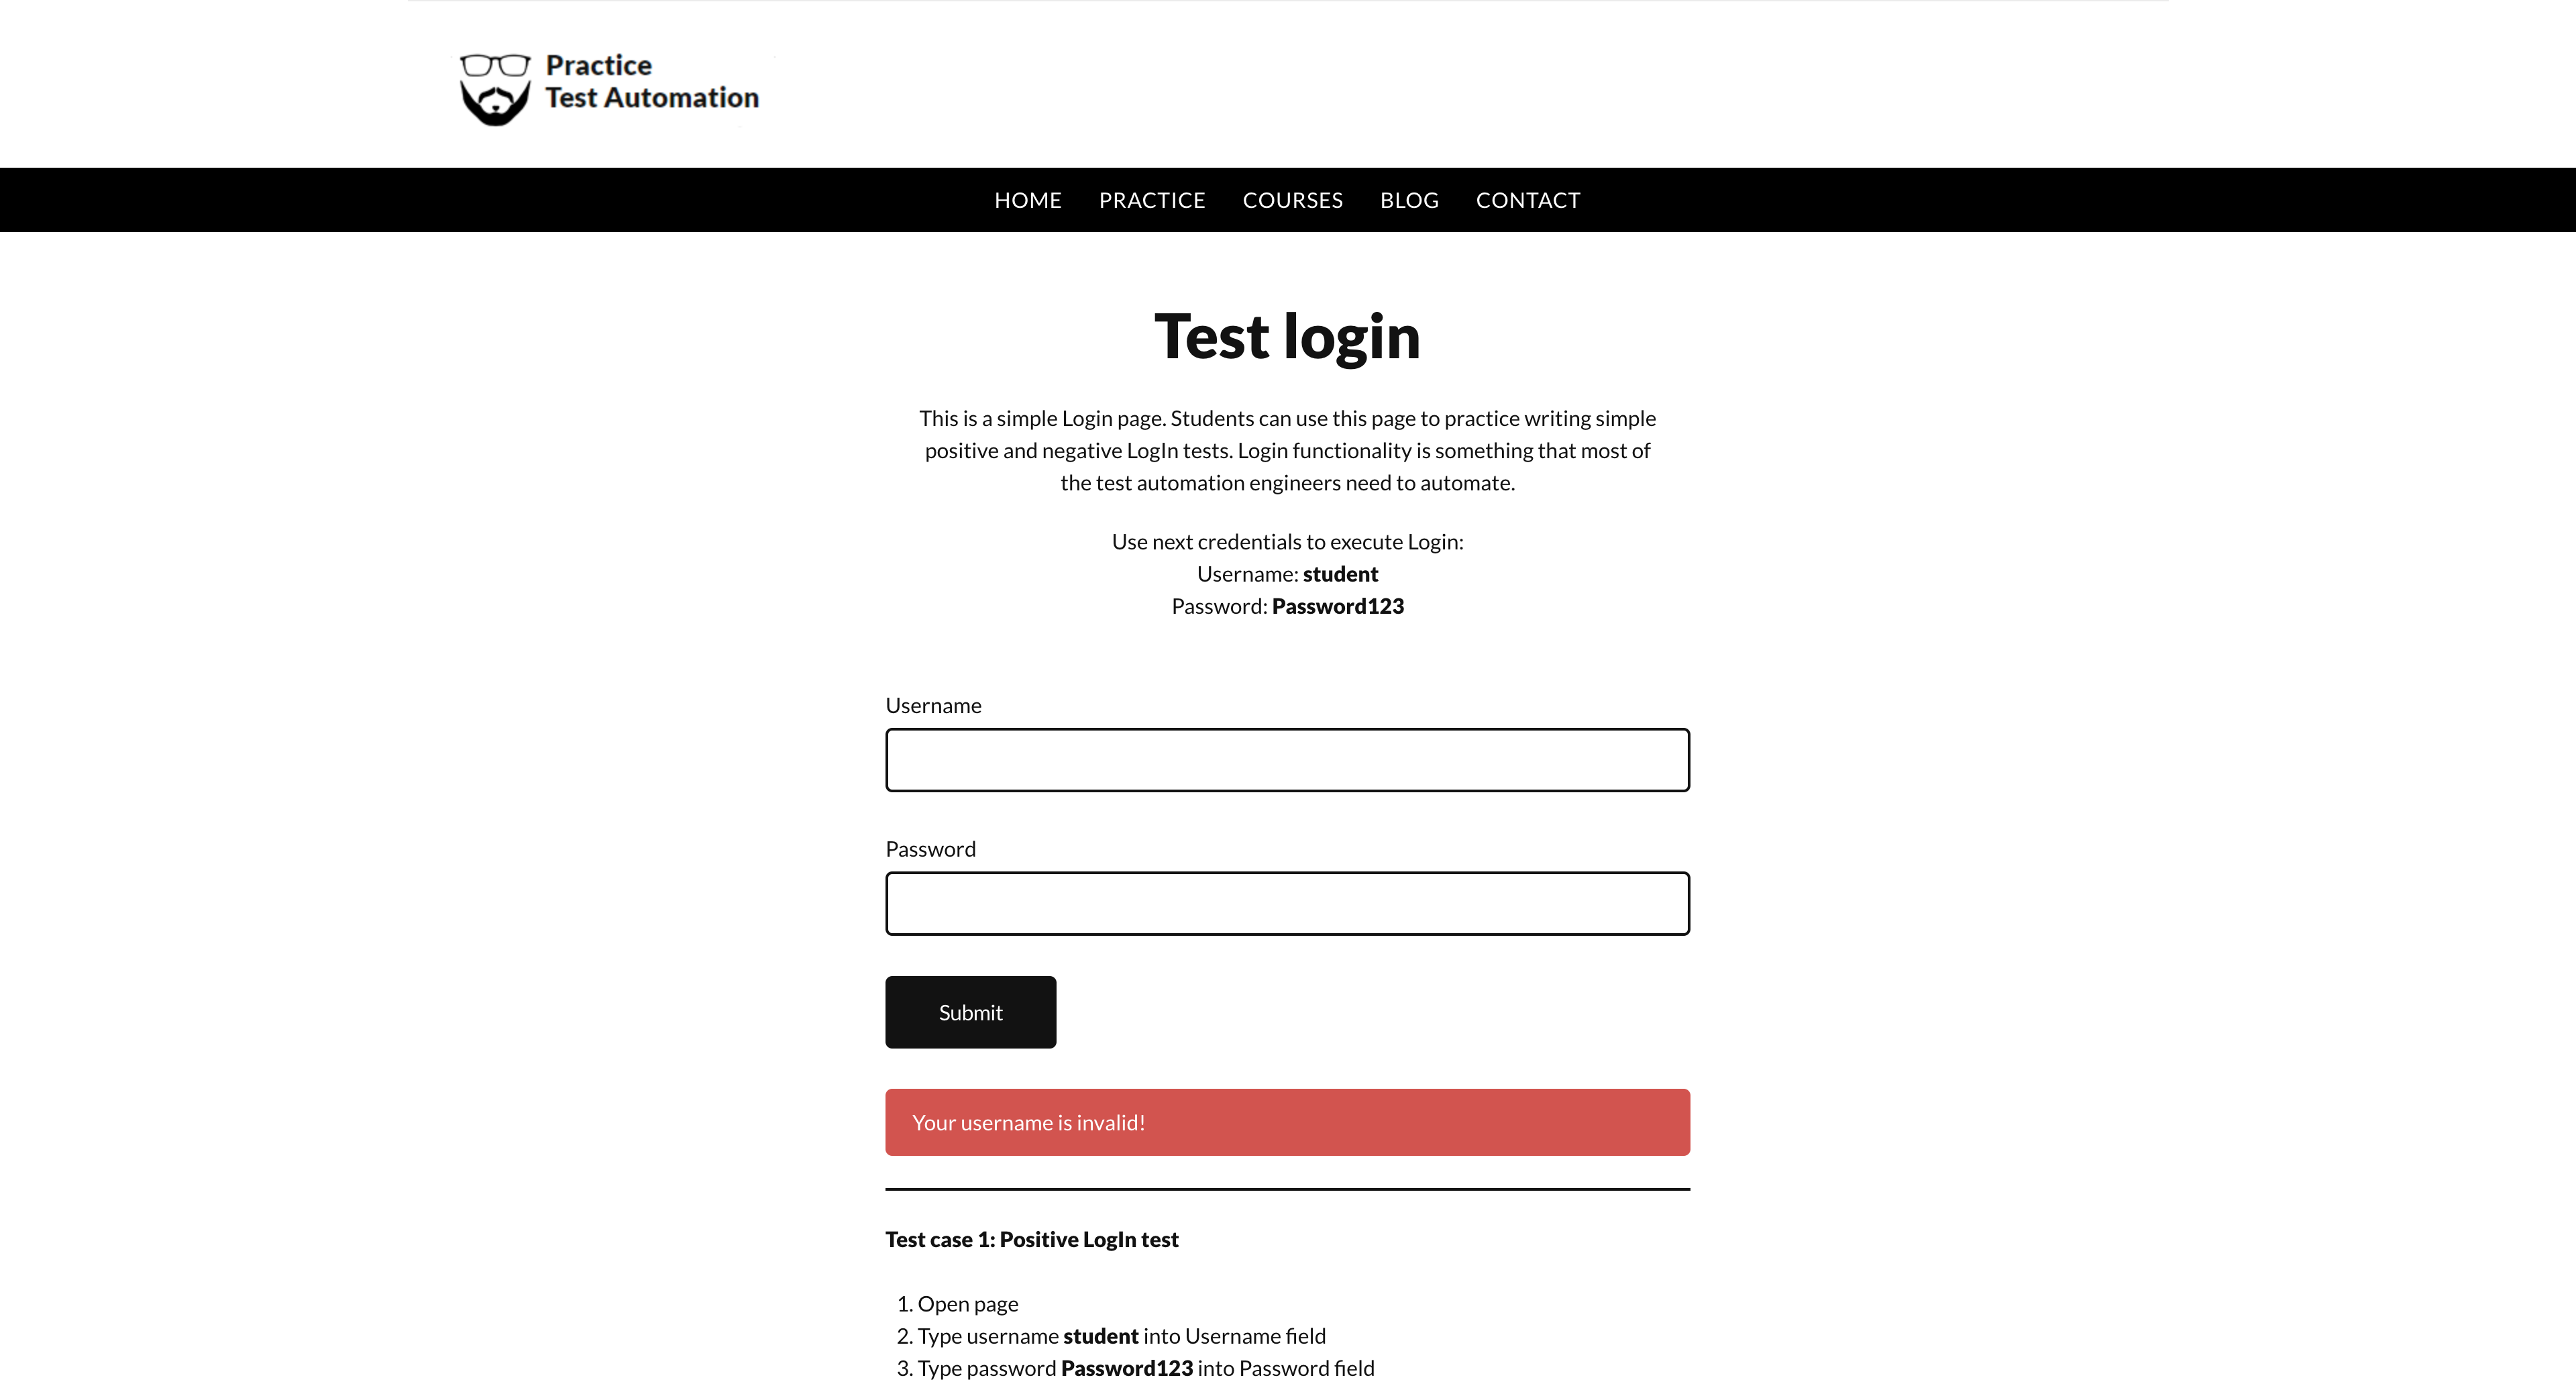 Practice
Test Automation
HOME PRACTICE COURSES BLOG CONTACT
Test login
This is a simple Login page. Students can use this page to practice writing simple
positive and negative LogIn tests. Login functionality is something that most of
the test automation engineers need to automate.
Use next credentials to execute Login:
Username: student
Password: Password123
Username
Password
Submit
Your username is invalid!
Test case 1: Positive LogIn test
1. Open page
2. Type username student into Username field
3. Type password Password123 into Password field